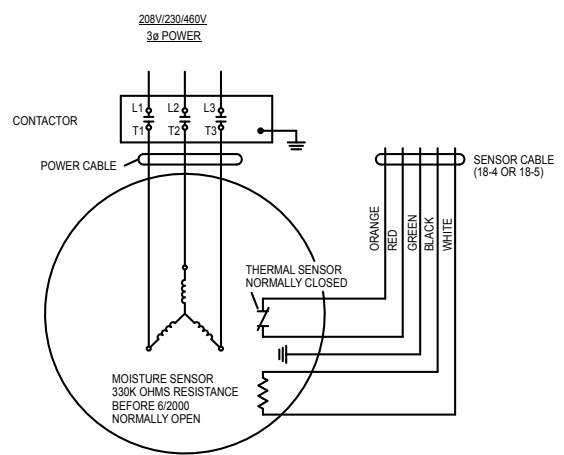 208V/230/460V
3ø POWER
L1
L2
L3
CONTACTOR
T1
T2
T3
POWER CABLE
SENSOR CABLE
(18-4 OR 18-5)
ORANGE
RED
GREEN
BLACK
WHITE
THERMAL SENSOR
NORMALLY CLOSED
MOISTURE SENSOR
330K OHMS RESISTANCE
BEFORE 6/2000
NORMALLY OPEN